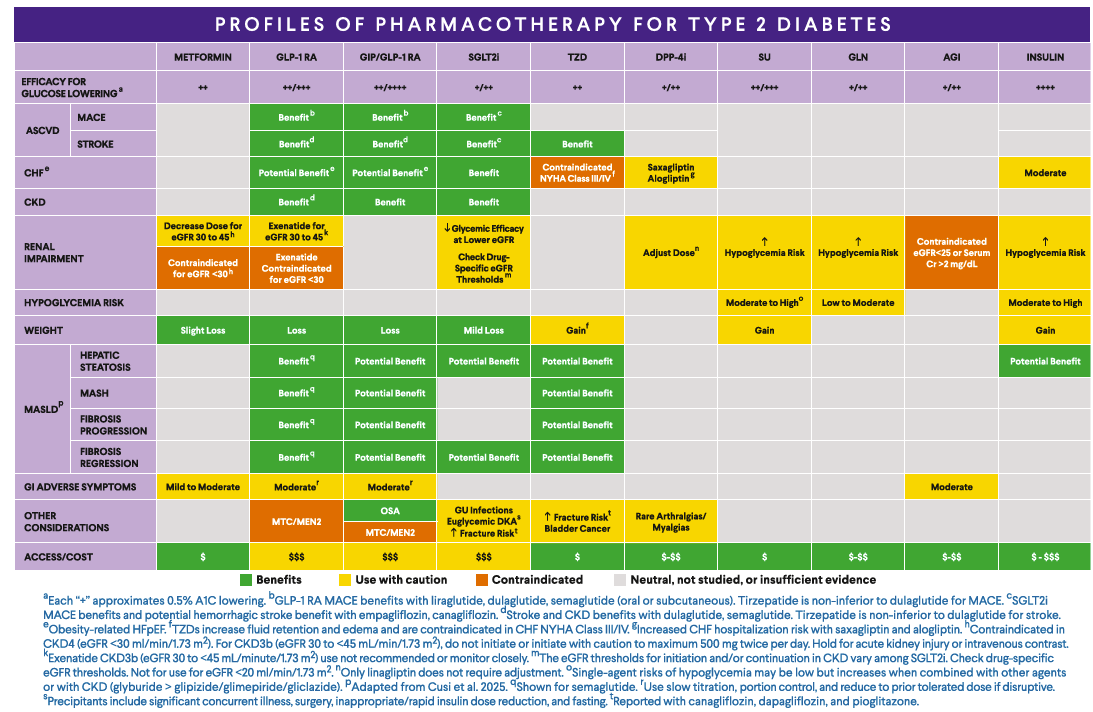 PROFILES OF PHARMACOTHERAPY FOR TYPE 2 DIABETES
METFORMIN GLP-1 RA GIP/GLP-1 RA SGLT2i TZD DPP-4i SU GLN AGI INSULIN
EFFICACY FOR GLUCOSE LOWERING a ++ ++/+++ ++/++++ +/++ ++ +/++ ++/+++ +/++ +/++ ++++
ASCVD
MACE Benefit b Benefit b Benefit c
STROKE Benefit d Benefit d Benefit c Benefit
CHF e Potential Benefit e Potential Benefit e Benefit Contraindicated NYHA Class III/IV f Saxagliptin Alogliptin g Moderate
CKD Benefit d Benefit Benefit
RENAL IMPAIRMENT
Decrease Dose for eGFR 30 to 45 h
Contraindicated for eGFR <30 h
Exenatide for eGFR 30 to 45 k
Exenatide Contraindicated for eGFR <30
↓ Glycemic Efficacy at Lower eGFR
Check Drug-Specific eGFR Thresholds m
Adjust Dose n
↑ Hypoglycemia Risk
↑ Hypoglycemia Risk
Contraindicated eGFR<25 or Serum Cr >2 mg/dL
↑ Hypoglycemia Risk
HYPOGLYCEMIA RISK Moderate to High o Low to Moderate Moderate to High
WEIGHT Slight Loss Loss Loss Mild Loss Gain f Gain Gain
MASLD p
HEPATIC STEATOSIS Benefit q Potential Benefit Potential Benefit Potential Benefit Potential Benefit
MASH Benefit q Potential Benefit Potential Benefit
FIBROSIS PROGRESSION Benefit q Potential Benefit Potential Benefit
FIBROSIS REGRESSION Benefit q Potential Benefit Potential Benefit Potential Benefit
GI ADVERSE SYMPTOMS Mild to Moderate Moderate r Moderate r Moderate
OTHER CONSIDERATIONS
MTC/MEN2
OSA
MTC/MEN2
GU Infections Euglycemic DKA s ↑ Fracture Risk t
↑ Fracture Risk t Bladder Cancer
Rare Arthralgias/ Myalgias
ACCESS/COST $ $$$ $$$ $$$ $ $-$$ $ $-$$ $-$$ $ - $$$
Benefits Use with caution Contraindicated Neutral, not studied, or insufficient evidence
a Each "+" approximates 0.5% A1C lowering. b GLP-1 RA MACE benefits with liraglutide, dulaglutide, semaglutide (oral or subcutaneous). Tirzepatide is non-inferior to dulaglutide for MACE. c SGLT2i
MACE benefits and potential hemorrhagic stroke benefit with empagliflozin, canagliflozin. d Stroke and CKD benefits with dulaglutide, semaglutide. Tirzepatide is non-inferior to dulaglutide for stroke.
e Obesity-related HFpEF. f TZDs increase fluid retention and edema and are contraindicated in CHF NYHA Class III/IV. g Increased CHF hospitalization risk with saxagliptin and alogliptin. h Contraindicated in
CKD4 (eGFR <30 ml/min/1.73 m²). For CKD3b (eGFR 30 to <45 mL/min/1.73 m²), do not initiate or initiate with caution to maximum 500 mg twice per day. Hold for acute kidney injury or intravenous contrast.
k Exenatide CKD3b (eGFR 30 to <45 mL/minute/1.73 m²) use not recommended or monitor closely. m The eGFR thresholds for initiation and/or continuation in CKD vary among SGLT2i. Check drug-specific
eGFR thresholds. Not for use for eGFR <20 ml/min/1.73 m². n Only linagliptin does not require adjustment. o Single-agent risks of hypoglycemia may be low but increases when combined with other agents
or with CKD (glyburide > glipizide/glimepiride/gliclazide). p Adapted from Cusi et al. 2025. q Shown for semaglutide. r Use slow titration, portion control, and reduce to prior tolerated dose if disruptive.
s Precipitants include significant concurrent illness, surgery, inappropriate/rapid insulin dose reduction, and fasting. t Reported with canagliflozin, dapagliflozin, and pioglitazone.